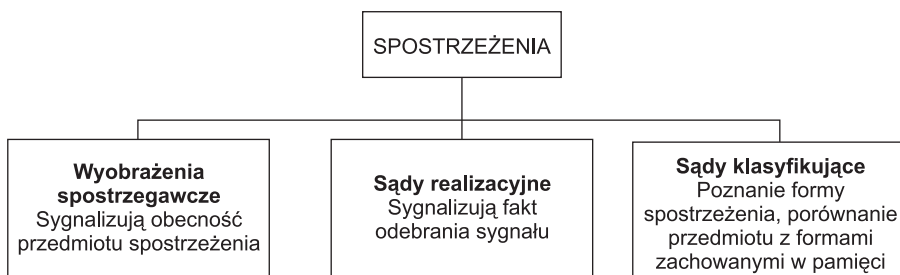 SPOSTRZEŻENIA
Wyobrażenia
spostrzegawcze
Sygnalizują obecność
przedmiotu spostrzeżenia
Sądy realizacyjne
Sygnalizują fakt
odebrania sygnału
Sądy klasyfikujące
Poznanie formy
spostrzeżenia, porównanie
przedmiotu z formami
zachowanymi w pamięci